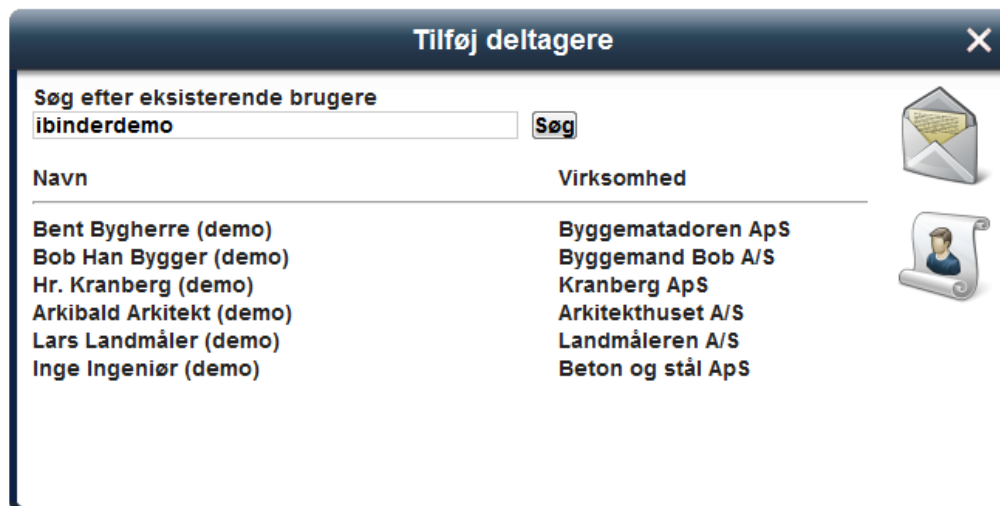 Tilføj deltagere
Søg efter eksisterende brugere
ibinderdemo Søg
Navn Virksomhed
Bent Bygherre (demo) Byggematadoren ApS
Bob Han Bygger (demo) Byggemand Bob A/S
Hr. Kranberg (demo) Kranberg ApS
Arkibald Arkitekt (demo) Arkitekthuset A/S
Lars Landmåler (demo) Landmåleren A/S
Inge Ingeniør (demo) Beton og stål ApS